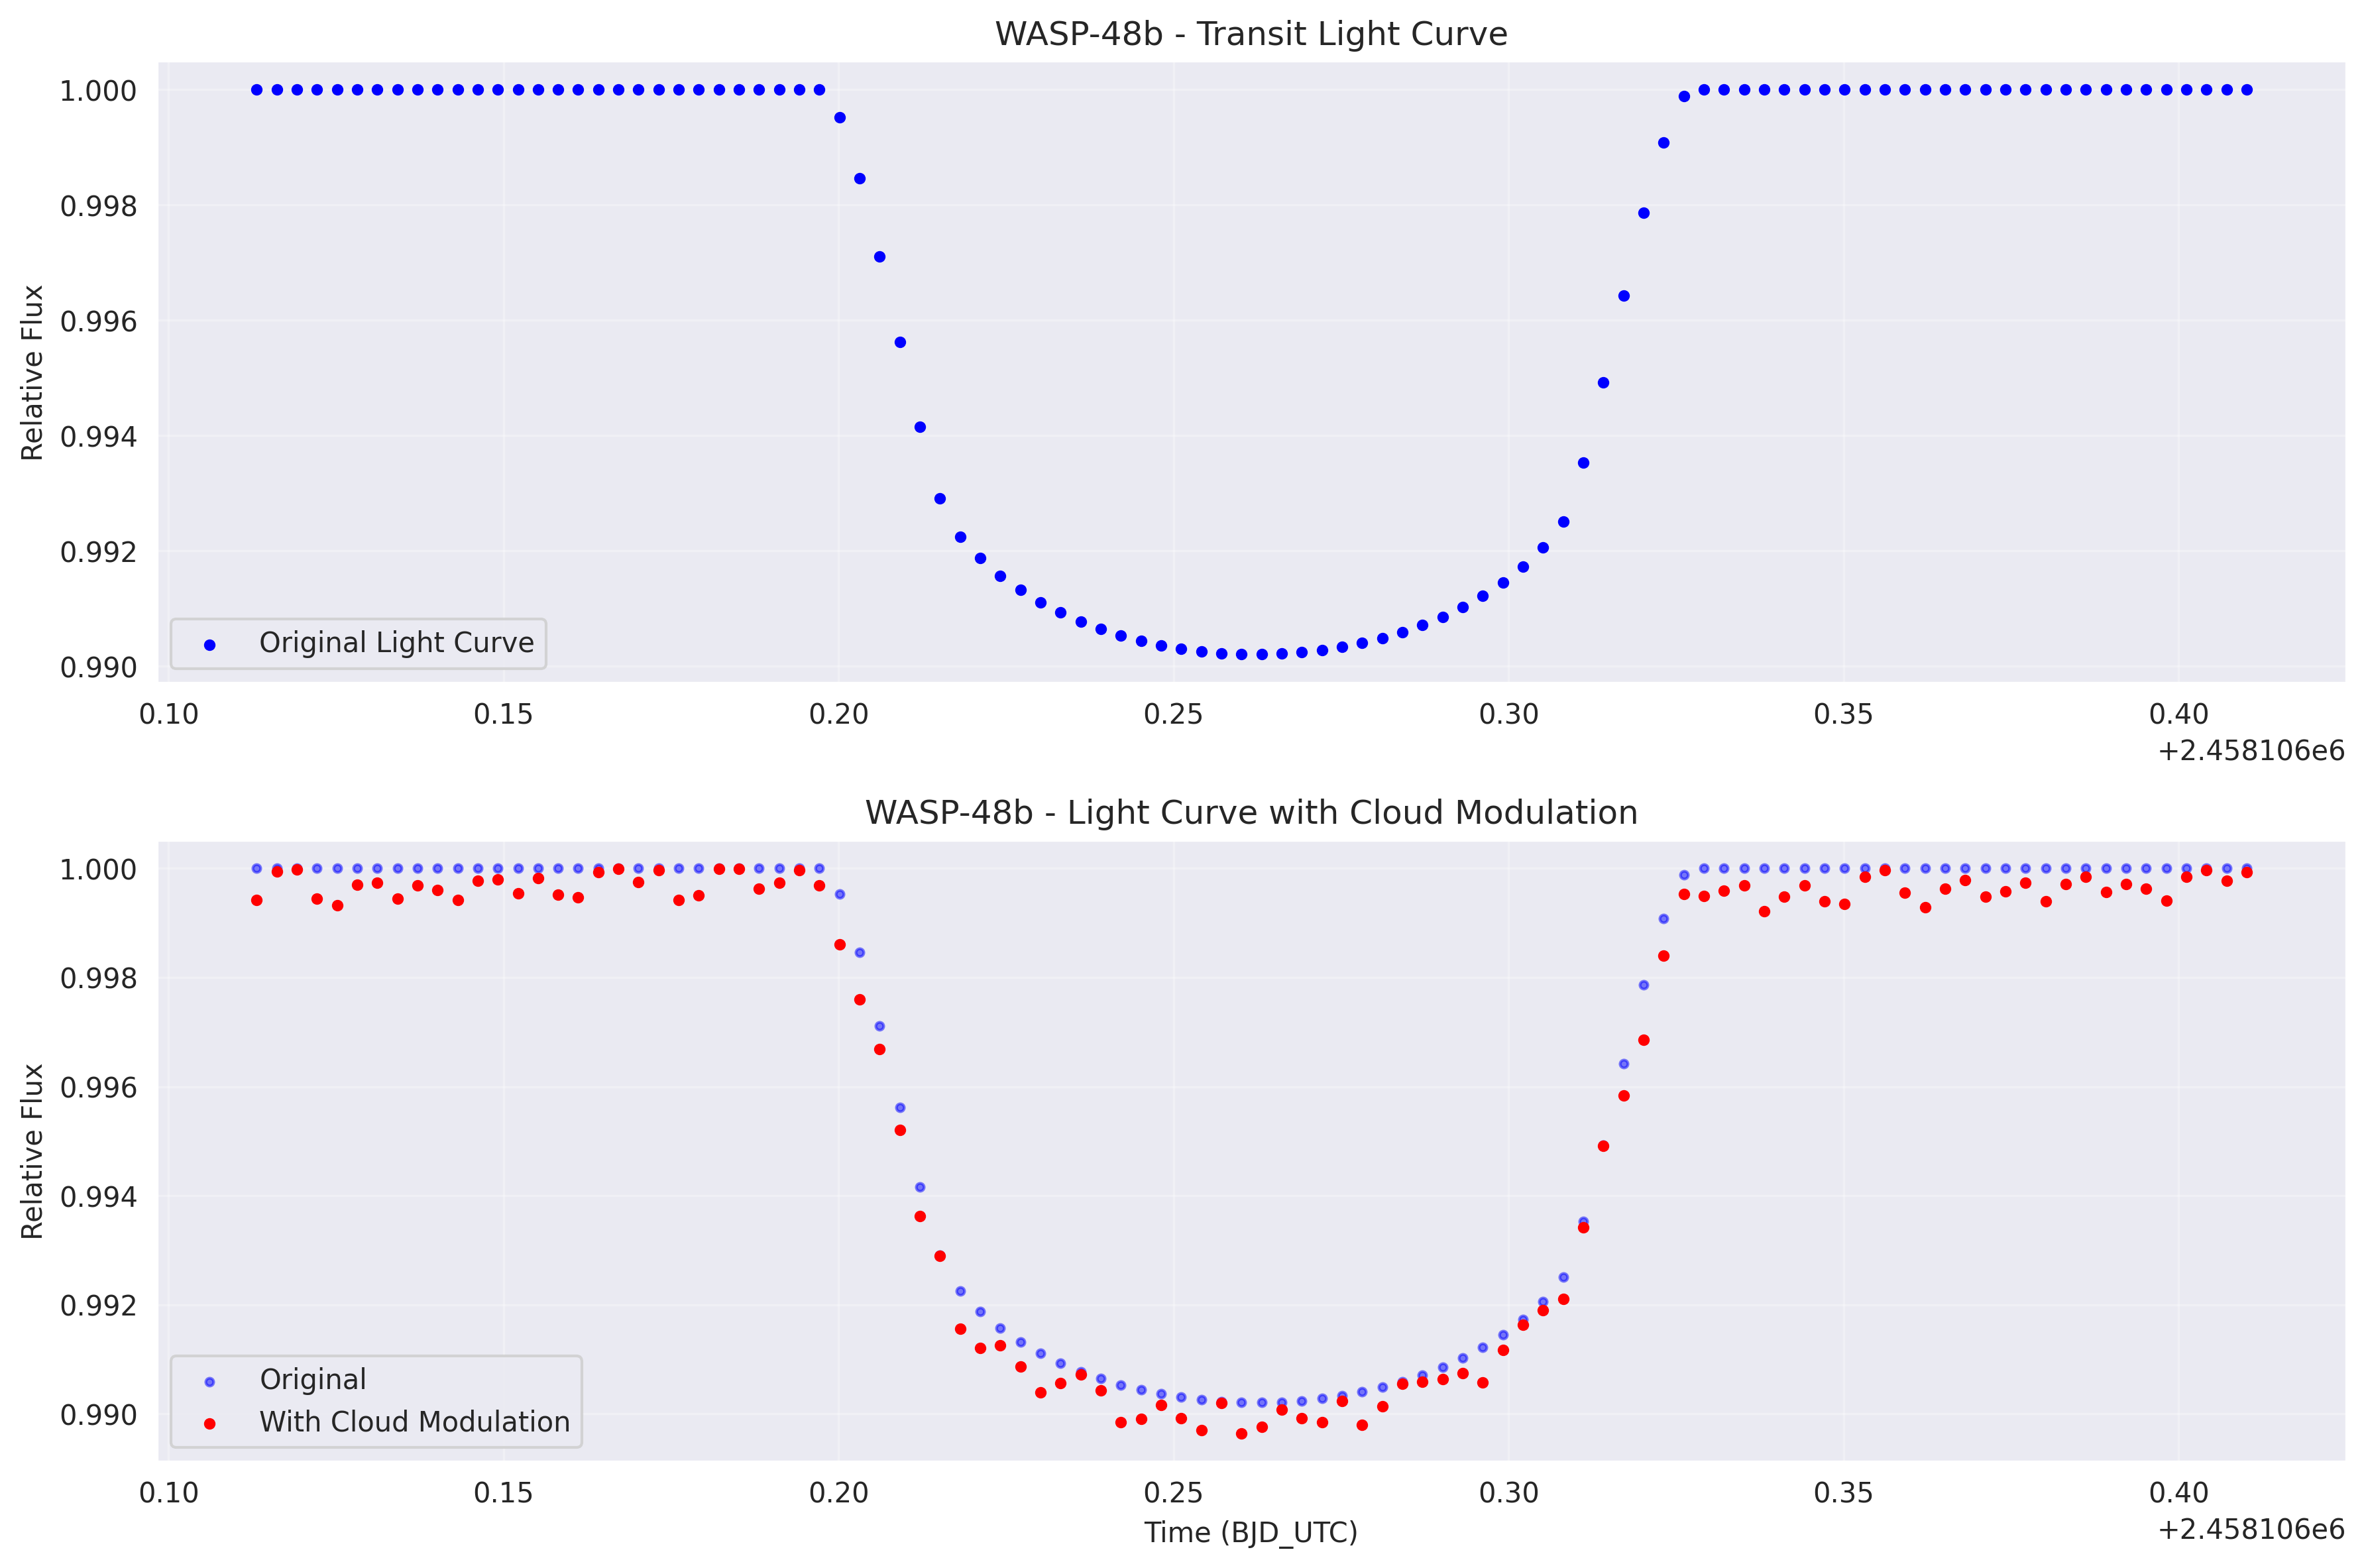 WASP-48b - Transit Light Curve
Relative Flux
1.000
0.998
0.996
0.994
0.992
0.990
Original Light Curve
0.10 0.15 0.20 0.25 0.30 0.35 0.40
+2.458106e6
WASP-48b - Light Curve with Cloud Modulation
Relative Flux
1.000
0.998
0.996
0.994
0.992
0.990
Original
With Cloud Modulation
0.10 0.15 0.20 0.25 0.30 0.35 0.40
Time (BJD_UTC)
+2.458106e6